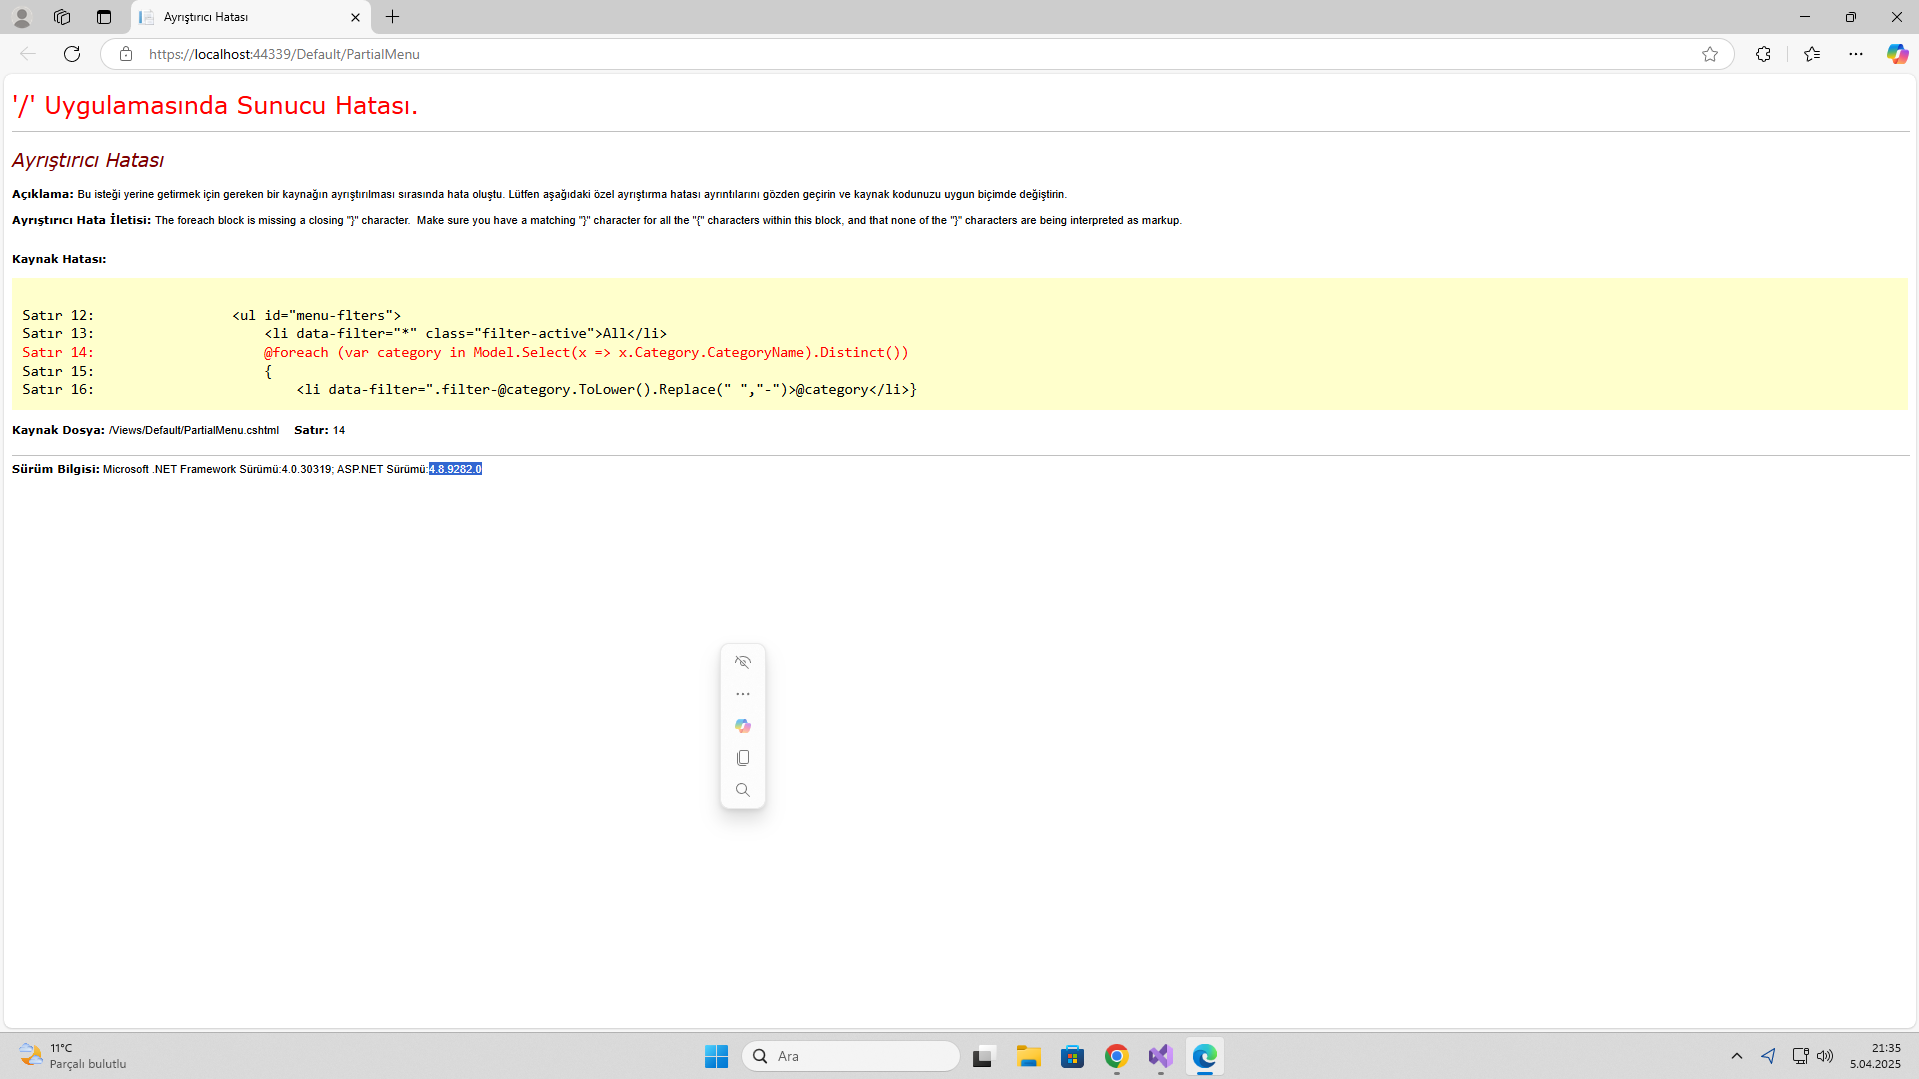 Ayrıştırıcı Hatası
https://localhost:44339/Default/PartialMenu
'/' Uygulamasında Sunucu Hatası.
Ayrıştırıcı Hatası
Açıklama: Bu isteği yerine getirmek için gereken bir kaynağın ayrıştırılması sırasında hata oluştu. Lütfen aşağıdaki özel ayrıştırma hatası ayrıntılarını gözden geçirin ve kaynak kodunuzu uygun biçimde değiştirin.
Ayrıştırıcı Hata İletisi: The foreach block is missing a closing "}" character.  Make sure you have a matching "}" character for all the "{" characters within this block, and that none of the "}" characters are being interpreted as markup.
Kaynak Hatası:
Satır 12:                 <ul id="menu-flters">
Satır 13:                     <li data-filter="*" class="filter-active">All</li>
Satır 14:                     @foreach (var category in Model.Select(x => x.Category.CategoryName).Distinct())
Satır 15:                     {
Satır 16:                         <li data-filter=".filter-@category.ToLower().Replace(" ","-")>@category</li>}
Kaynak Dosya: /Views/Default/PartialMenu.cshtml    Satır: 14
Sürüm Bilgisi: Microsoft .NET Framework Sürümü:4.0.30319; ASP.NET Sürümü:4.8.9282.0
11°C
Parçalı bulutlu
Ara
21:35
5.04.2025